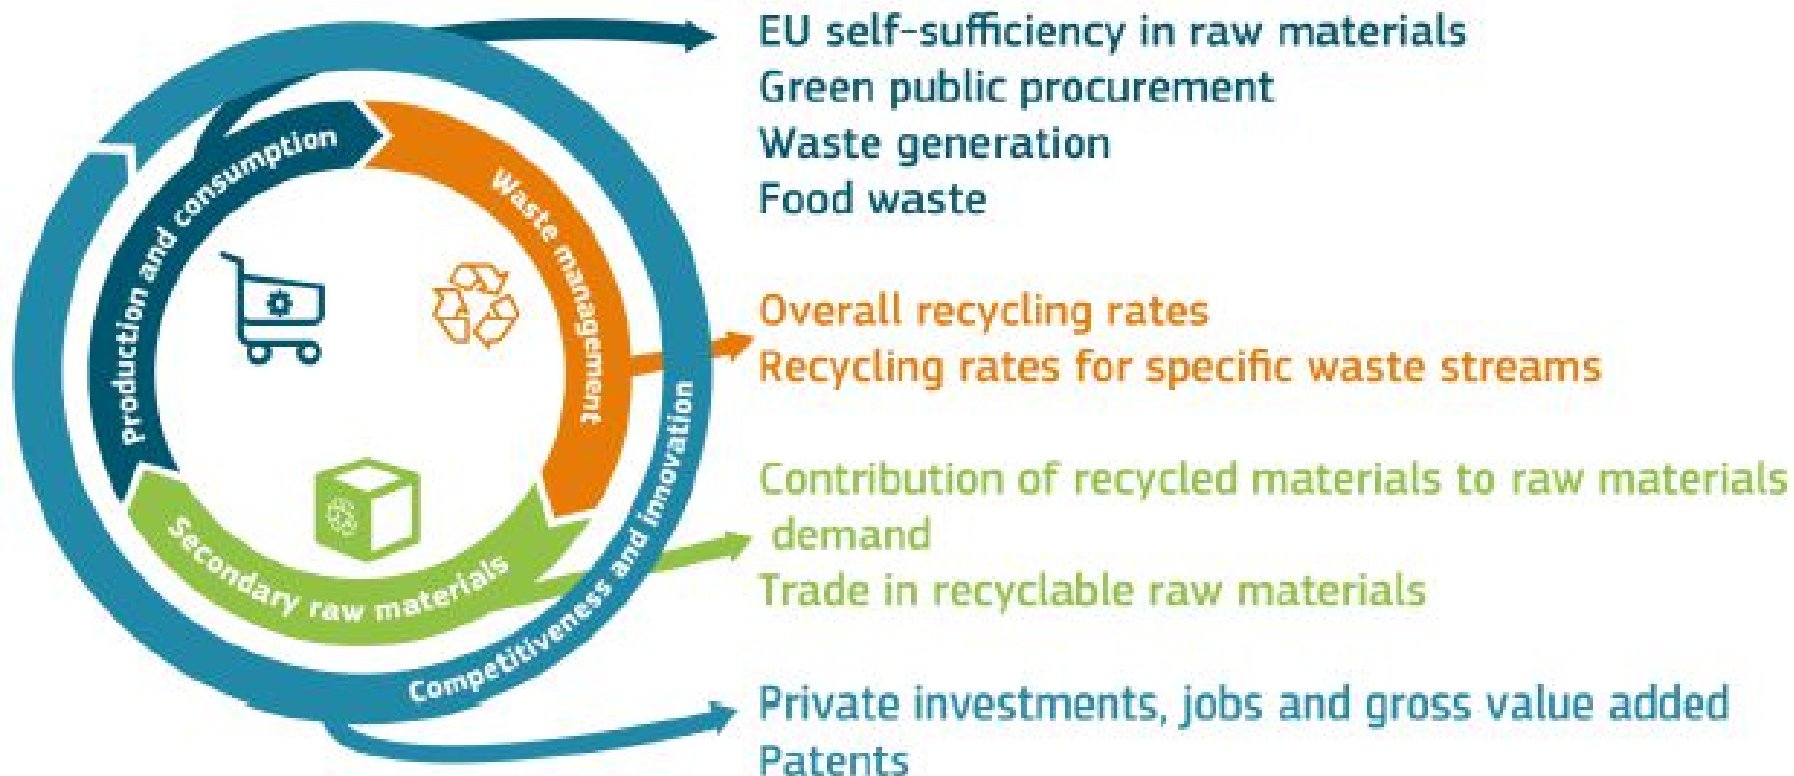 EU self-sufficiency in raw materials
Green public procurement
Waste generation
Food waste
Production and consumption
Waste management
Overall recycling rates
Recycling rates for specific waste streams
Contribution of recycled materials to raw materials
demand
Trade in recyclable raw materials
Secondary raw materials
Competitiveness and innovation
Private investments, jobs and gross value added
Patents